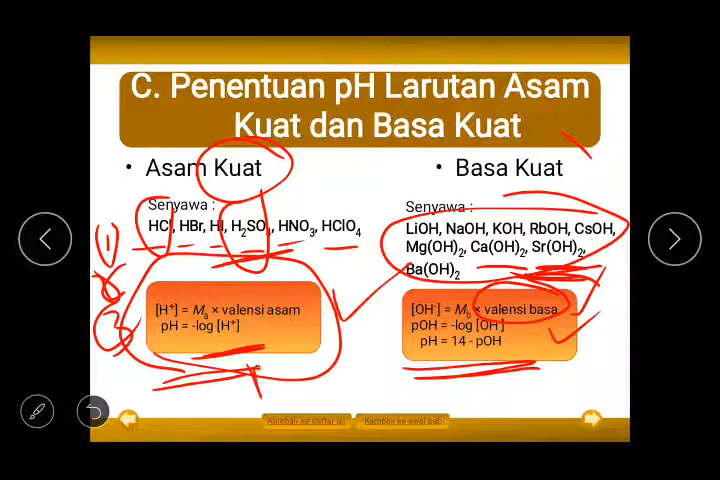 C. Penentuan pH Larutan Asam
Kuat dan Basa Kuat
• Asam Kuat
Senyawa :
HCl, HBr, HI, H₂SO₄, HNO₃, HClO₄
[H⁺] = Mₐ × valensi asam
pH = -log [H⁺]
• Basa Kuat
Senyawa :
LiOH, NaOH, KOH, RbOH, CsOH,
Mg(OH)₂, Ca(OH)₂, Sr(OH)₂,
Ba(OH)₂
[OH⁻] = M_b × valensi basa
pOH = -log [OH⁻]
pH = 14 - pOH
Kembali ke daftar isi
Kembali ke awal bab